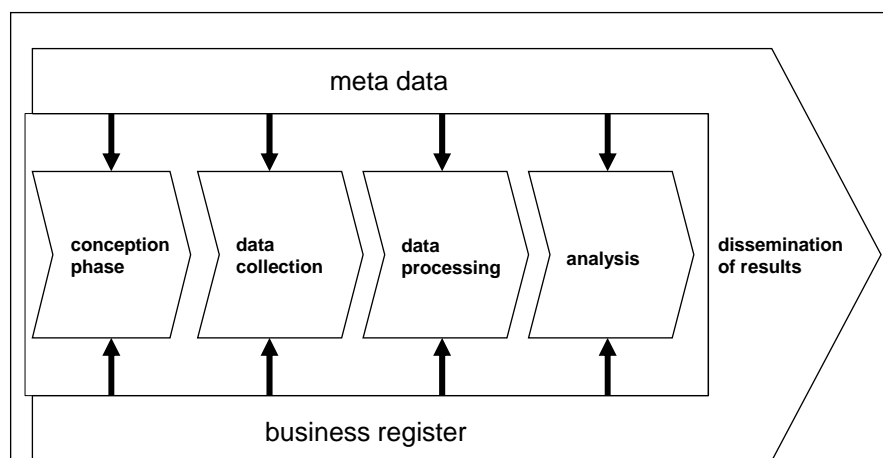 meta data
conception
phase
data
collection
data
processing
analysis
dissemination
of results
business register